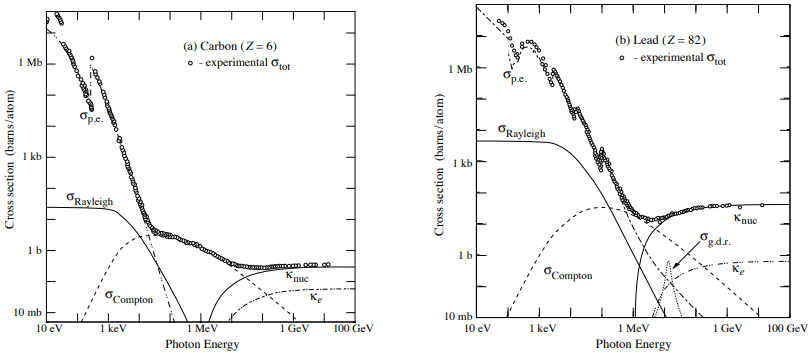 (a) Carbon (Z = 6)
- experimental σtot
1 Mb
σp.e.
Cross section (barns/atom)
1 kb
σRayleigh
1 b
κnuc
σCompton
κe
10 mb
10 eV 1 keV 1 MeV 1 GeV 100 GeV
Photon Energy
(b) Lead (Z = 82)
- experimental σtot
1 Mb
σp.e.
Cross section (barns/atom)
σRayleigh
1 kb
κnuc
σg.d.r.
1 b
κe
σCompton
10 mb
10 eV 1 keV 1 MeV 1 GeV 100 GeV
Photon Energy